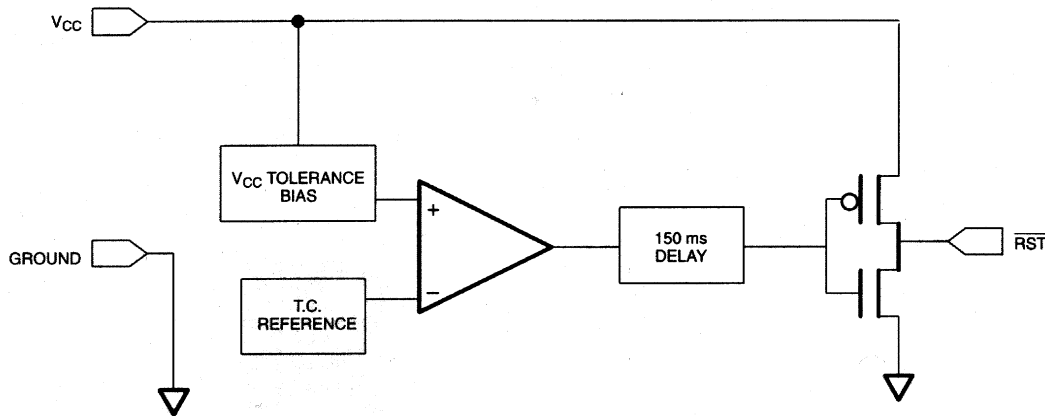 VCC
VCC TOLERANCE
BIAS
+
GROUND
150 ms
DELAY
RST
−
T.C.
REFERENCE